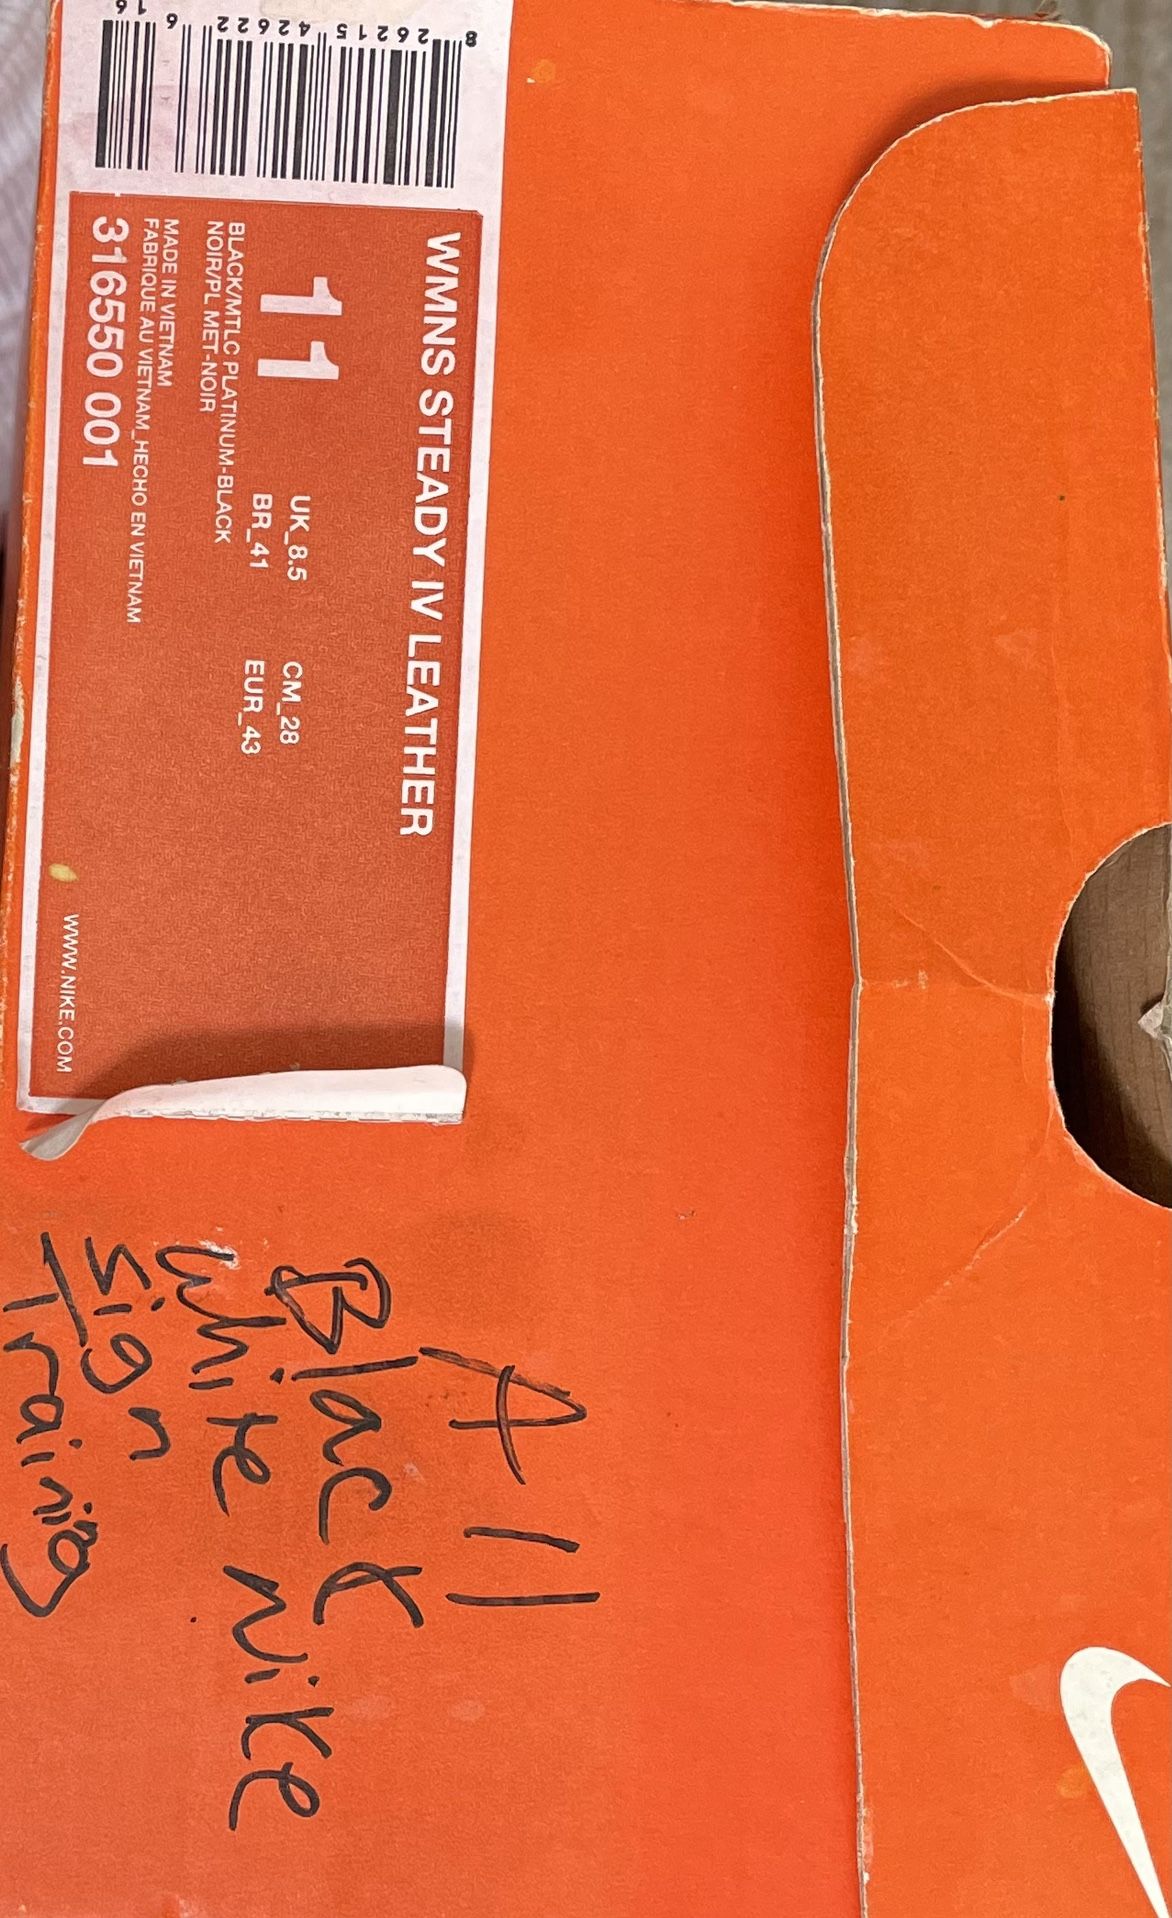 WMNS STEADY IV LEATHER
11
UK_8.5 CM_28
BR_41 EUR_43
BLACK/MTLC PLATINUM-BLACK
NOIR/PL MET-NOIR
MADE IN VIETNAM
FABRIQUE AU VIETNAM_HECHO EN VIETNAM
316550 001
WWW.NIKE.COM
8 26215 42622 6
16
All
Black
white Nike
sign
Training